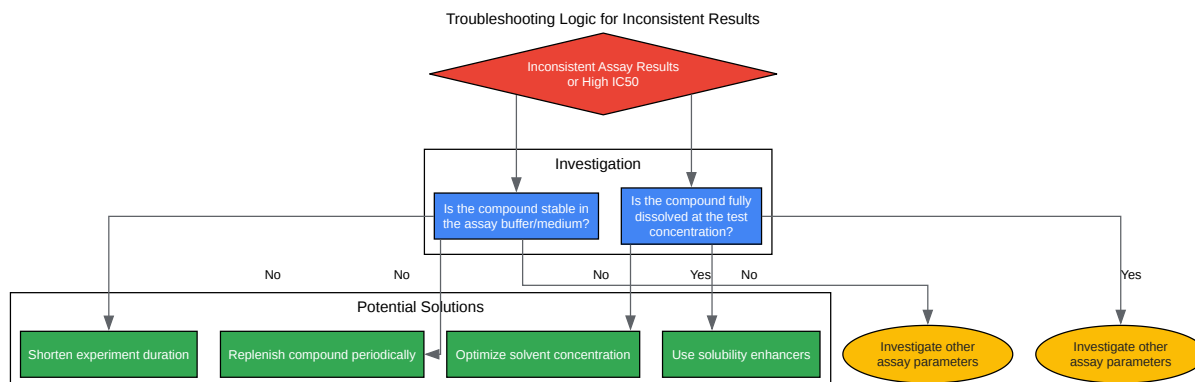 Troubleshooting Logic for Inconsistent Results
Inconsistent Assay Results
or High IC50
Investigation
Is the compound stable in
the assay buffer/medium?
Is the compound fully
dissolved at the test
concentration?
No
No
No
Yes
No
Yes
Potential Solutions
Shorten experiment duration
Replenish compound periodically
Optimize solvent concentration
Use solubility enhancers
Investigate other
assay parameters
Investigate other
assay parameters